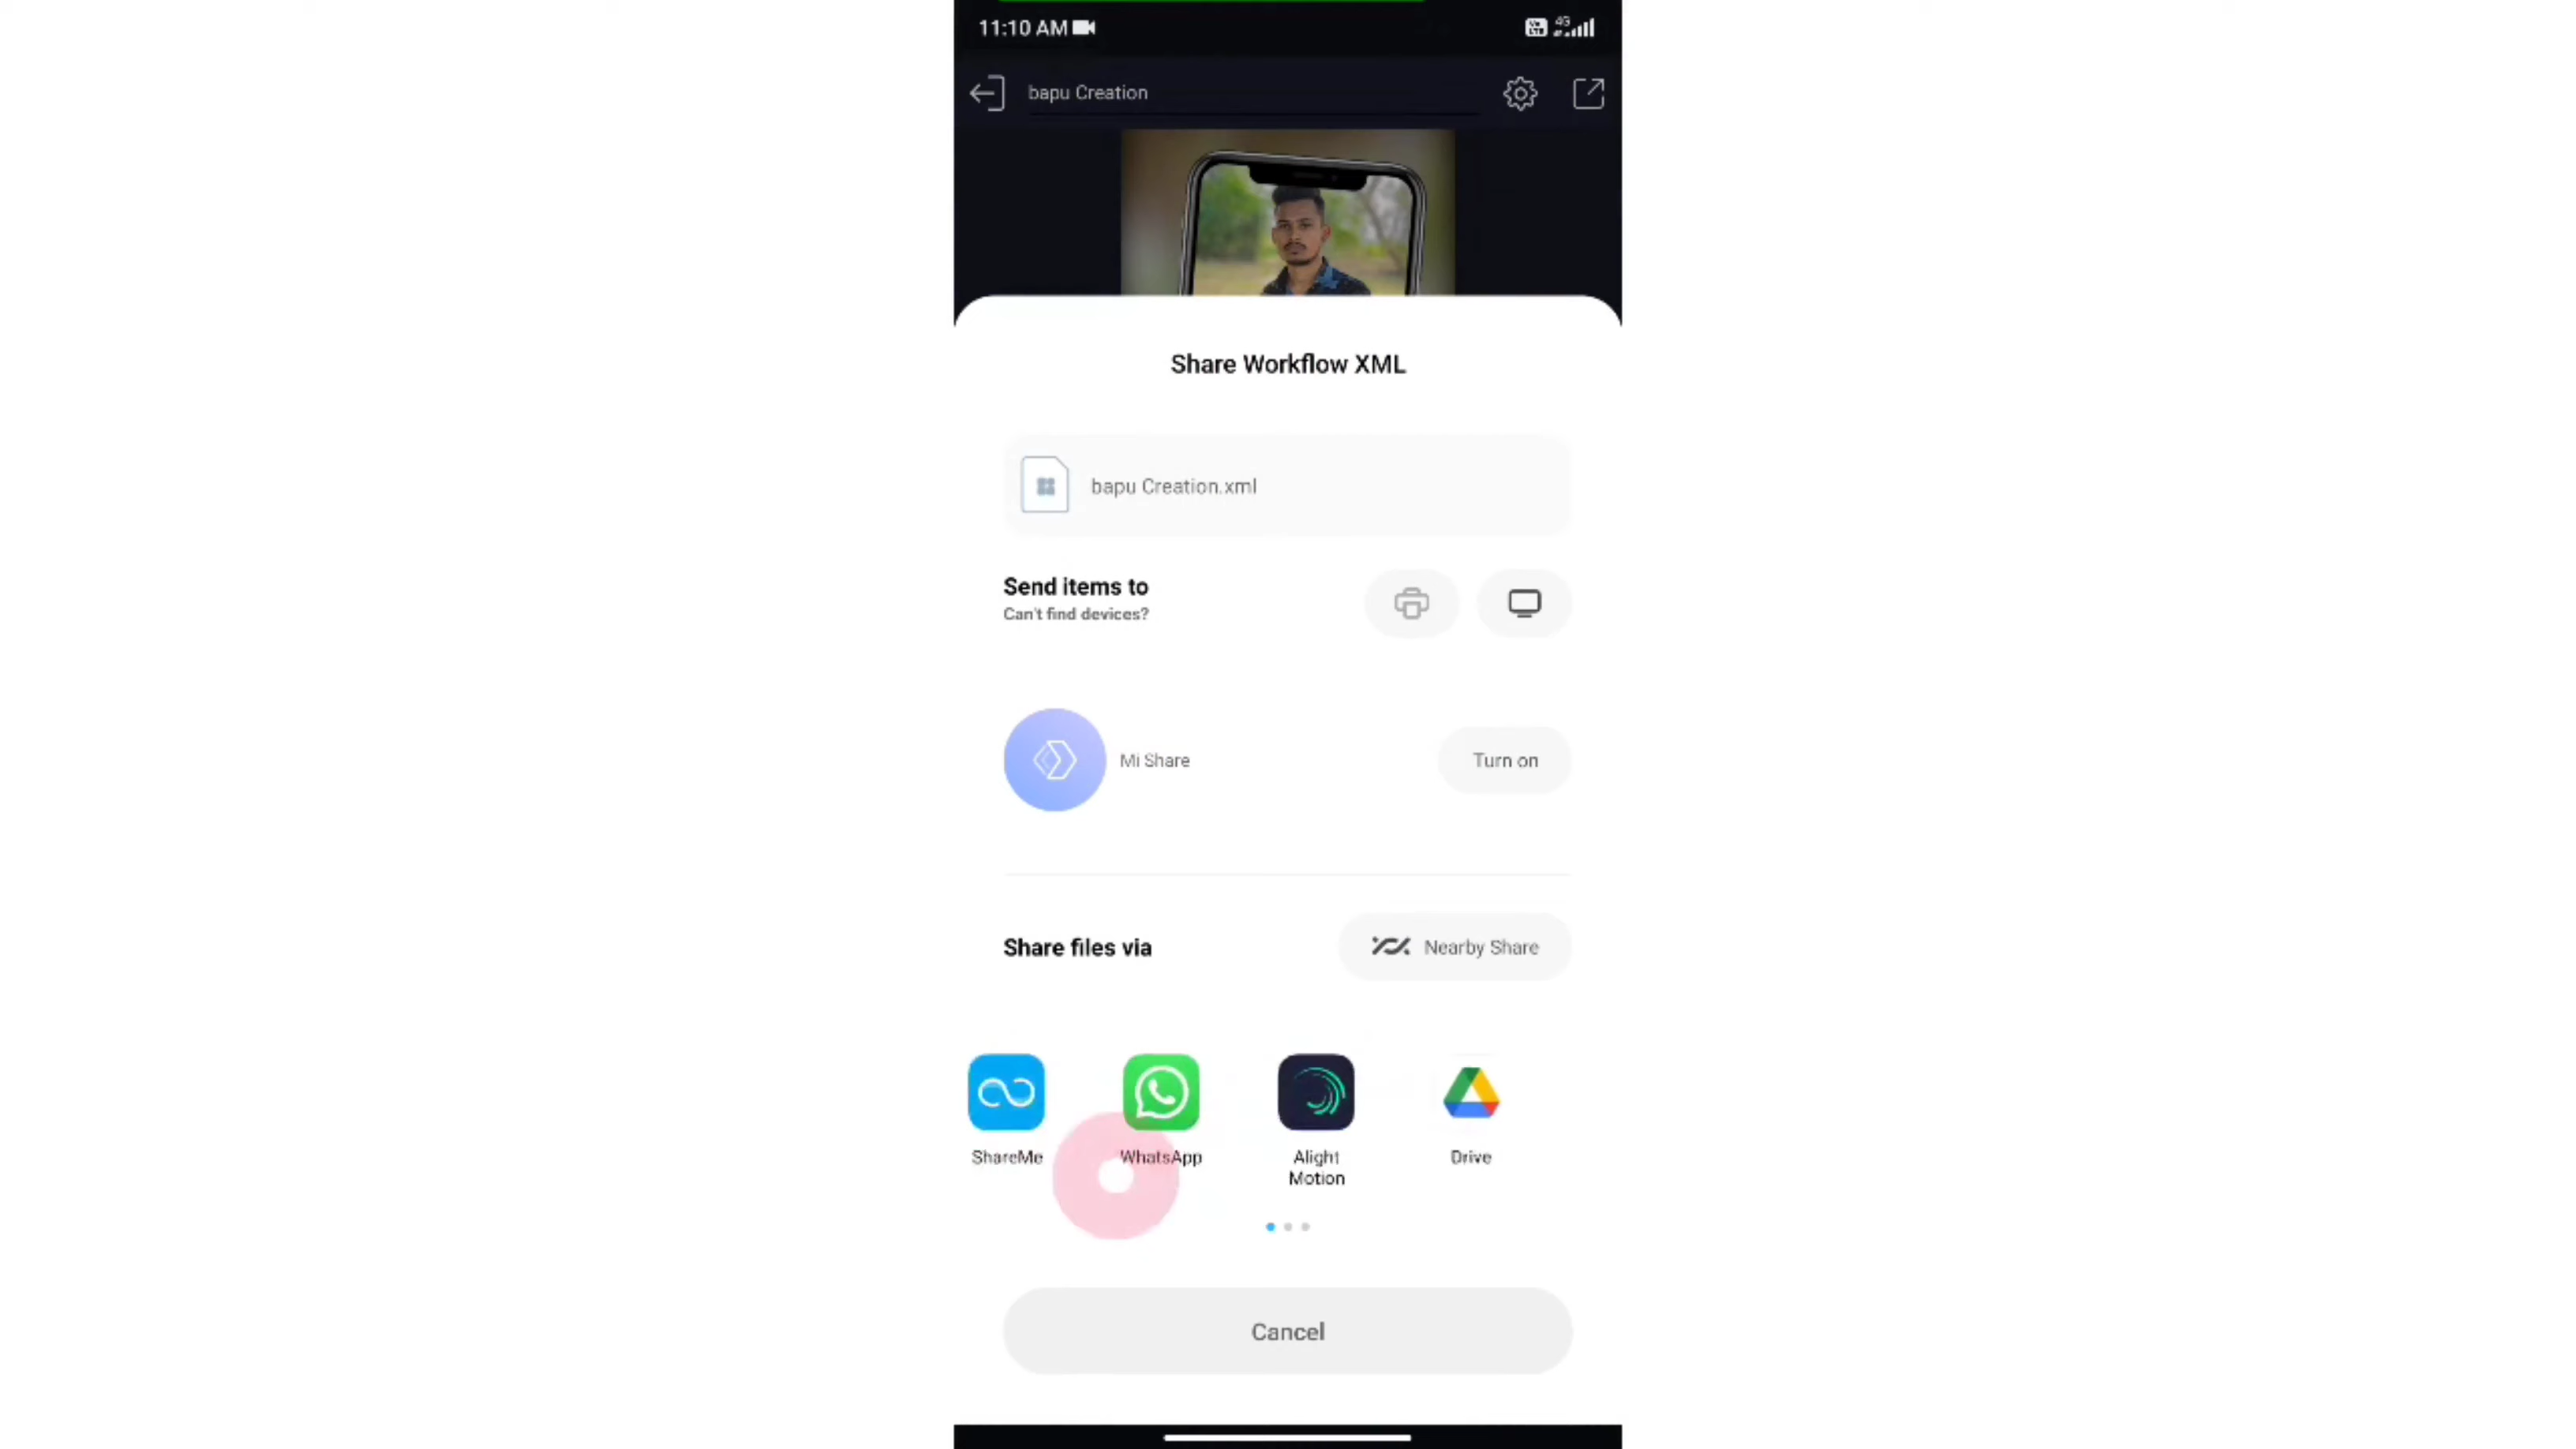 11:10 AM
4G
bapu Creation
Share Workflow XML
bapu Creation.xml
Send items to
Can't find devices?
Mi Share
Turn on
Share files via
Nearby Share
ShareMe
WhatsApp
Alight
Motion
Drive
Cancel